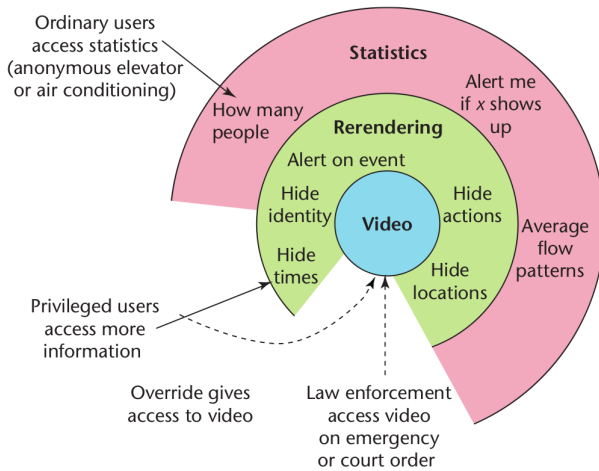 Ordinary users
access statistics
(anonymous elevator
or air conditioning)
Statistics
How many
people
Alert me
if x shows
up
Average
flow
patterns
Rerendering
Alert on event
Hide
identity
Hide
times
Hide
actions
Hide
locations
Video
Privileged users
access more
information
Override gives
access to video
Law enforcement
access video
on emergency
or court order